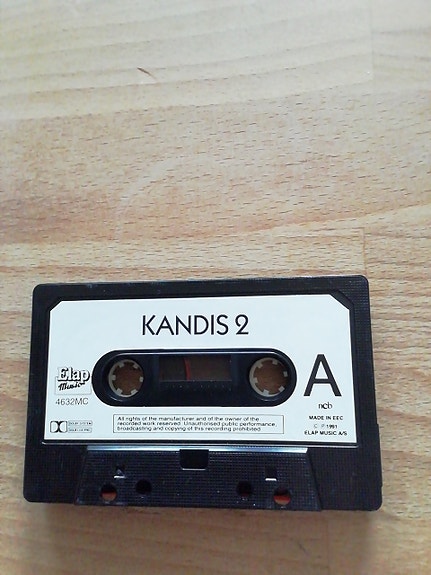 KANDIS 2
Elap
Music
4632MC
A
ncb
All rights of the manufacturer and of the owner of the
recorded work reserved. Unauthorised public performance,
broadcasting and copying of this recording prohibited
MADE IN EEC
© ℗ 1991
ELAP MUSIC A/S